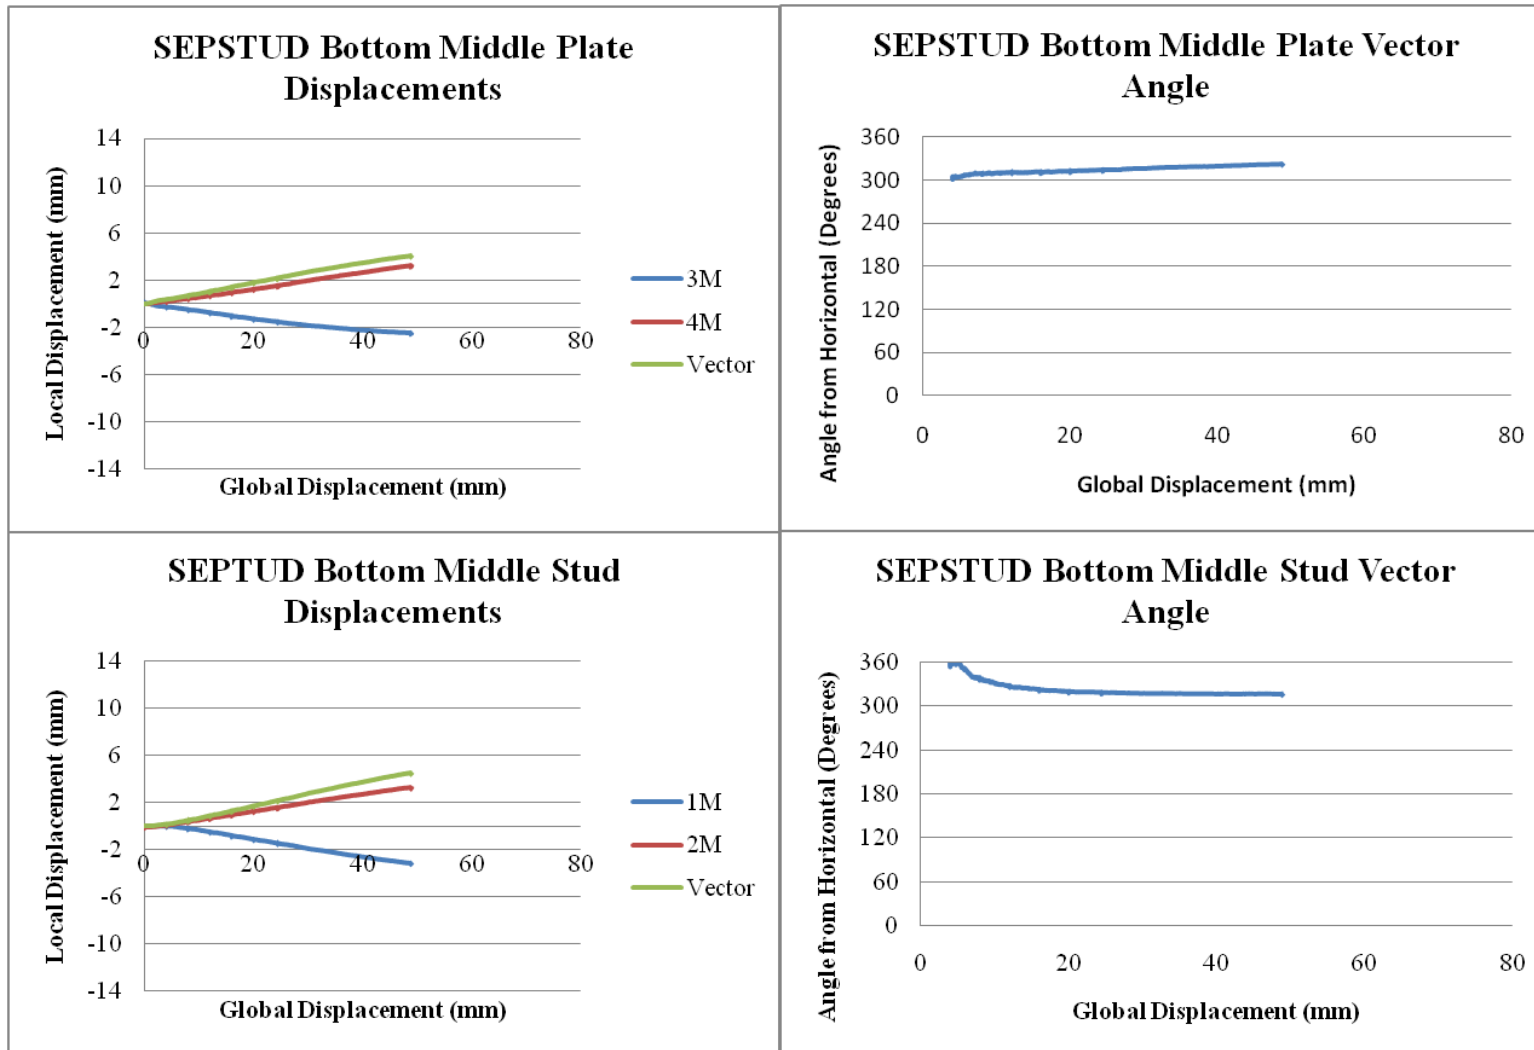 SEPSTUD Bottom Middle Plate
Displacements
Local Displacement (mm)
14
10
6
2
-2
-6
-10
-14
0 20 40 60 80
Global Displacement (mm)
3M
4M
Vector
SEPSTUD Bottom Middle Plate Vector
Angle
Angle from Horizontal (Degrees)
360
300
240
180
120
60
0
0 20 40 60 80
Global Displacement (mm)
SEPTUD Bottom Middle Stud
Displacements
Local Displacement (mm)
14
10
6
2
-2
-6
-10
-14
0 20 40 60 80
Global Displacement (mm)
1M
2M
Vector
SEPSTUD Bottom Middle Stud Vector
Angle
Angle from Horizontal (Degrees)
360
300
240
180
120
60
0
0 20 40 60 80
Global Displacement (mm)